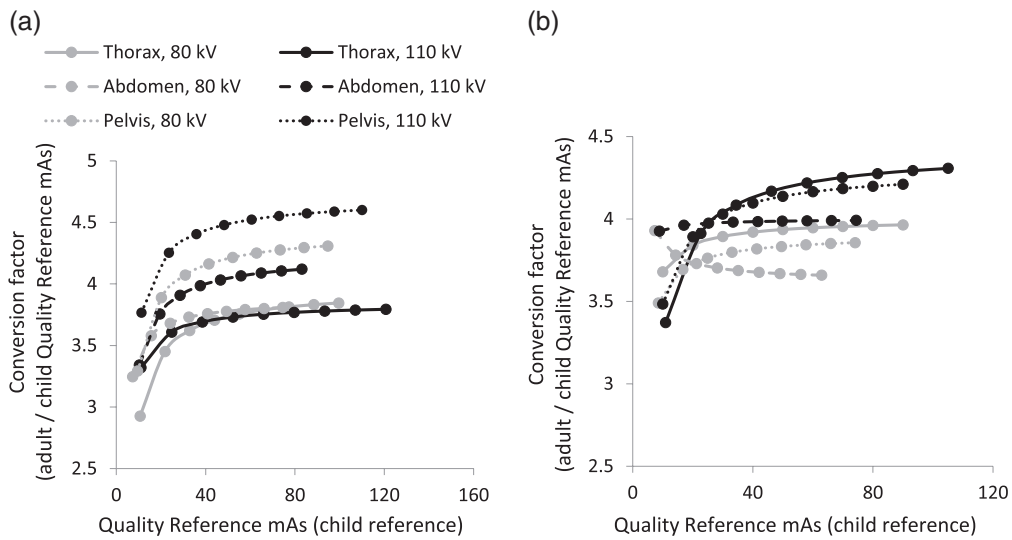 (a)
Thorax, 80 kV
Thorax, 110 kV
Abdomen, 80 kV
Abdomen, 110 kV
Pelvis, 80 kV
Pelvis, 110 kV
Conversion factor
(adult / child Quality Reference mAs)
5
4.5
4
3.5
3
2.5
0 40 80 120 160
Quality Reference mAs (child reference)
(b)
Conversion factor
(adult / child Quality Reference mAs)
4.5
4
3.5
3
2.5
0 40 80 120
Quality Reference mAs (child reference)